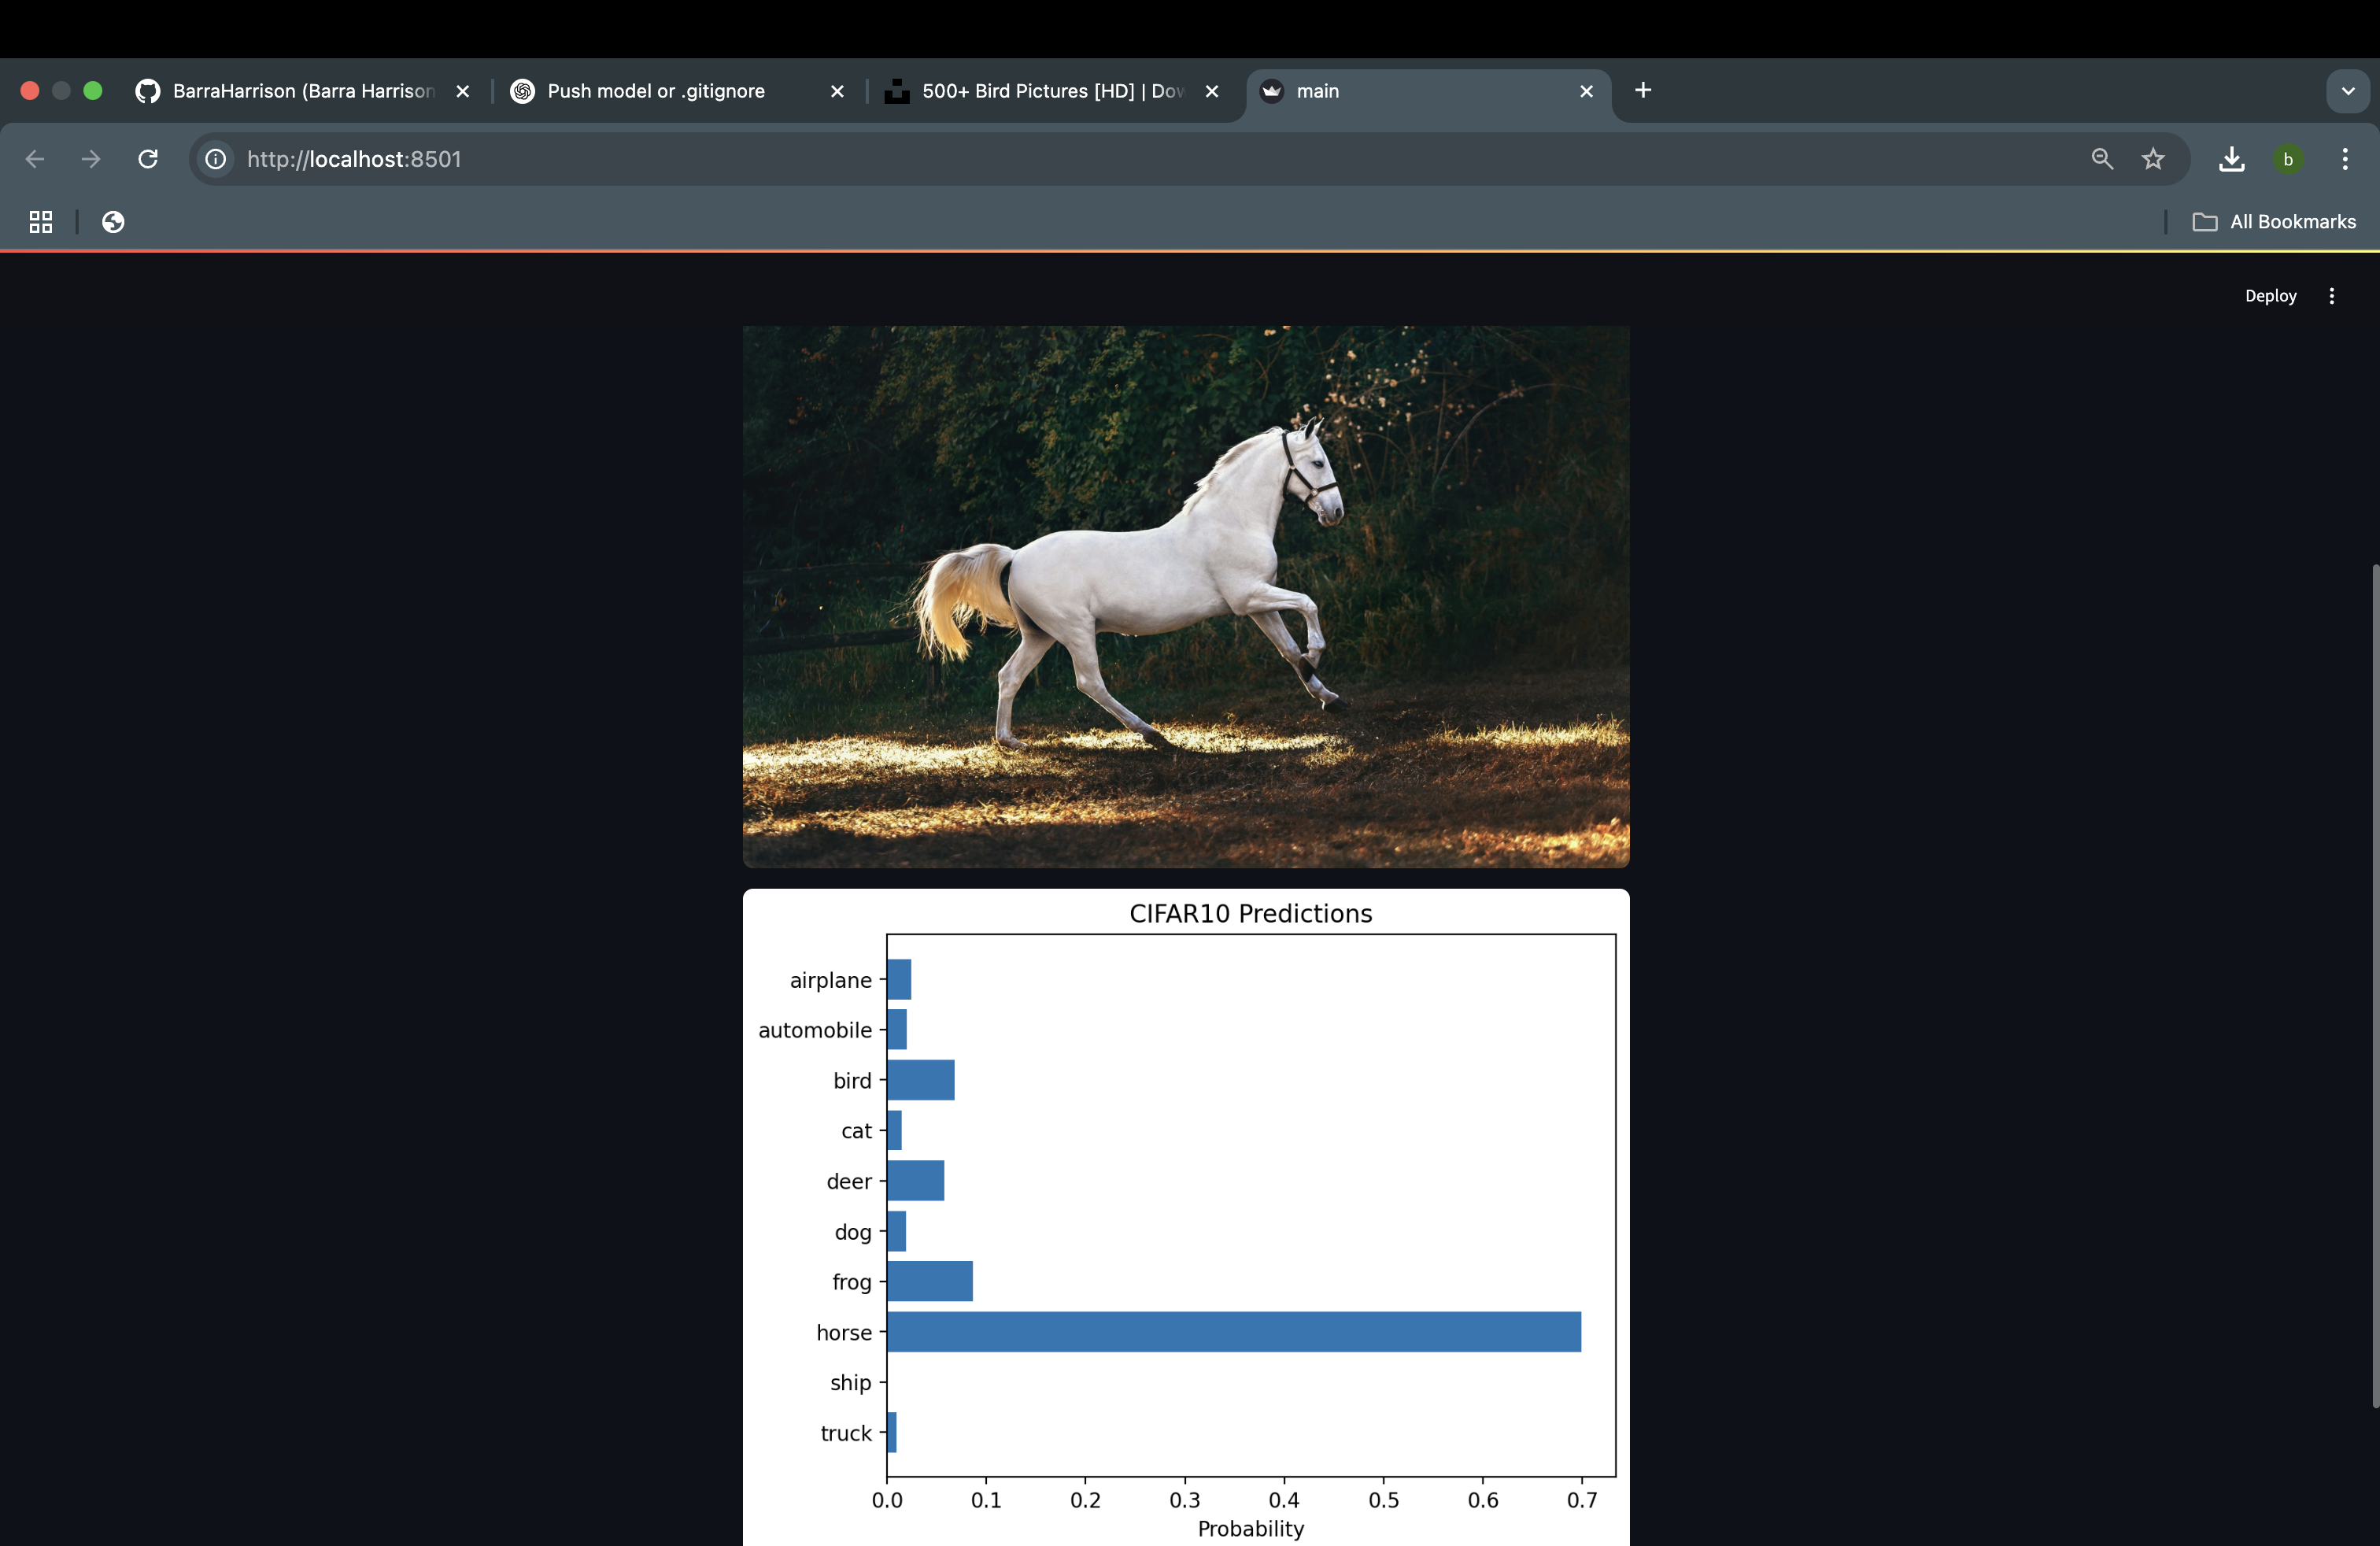 BarraHarrison (Barra Harrison
Push model or .gitignore
500+ Bird Pictures [HD] | Dow
main
http://localhost:8501
b
All Bookmarks
Deploy
CIFAR10 Predictions
airplane
automobile
bird
cat
deer
dog
frog
horse
ship
truck
0.0 0.1 0.2 0.3 0.4 0.5 0.6 0.7
Probability